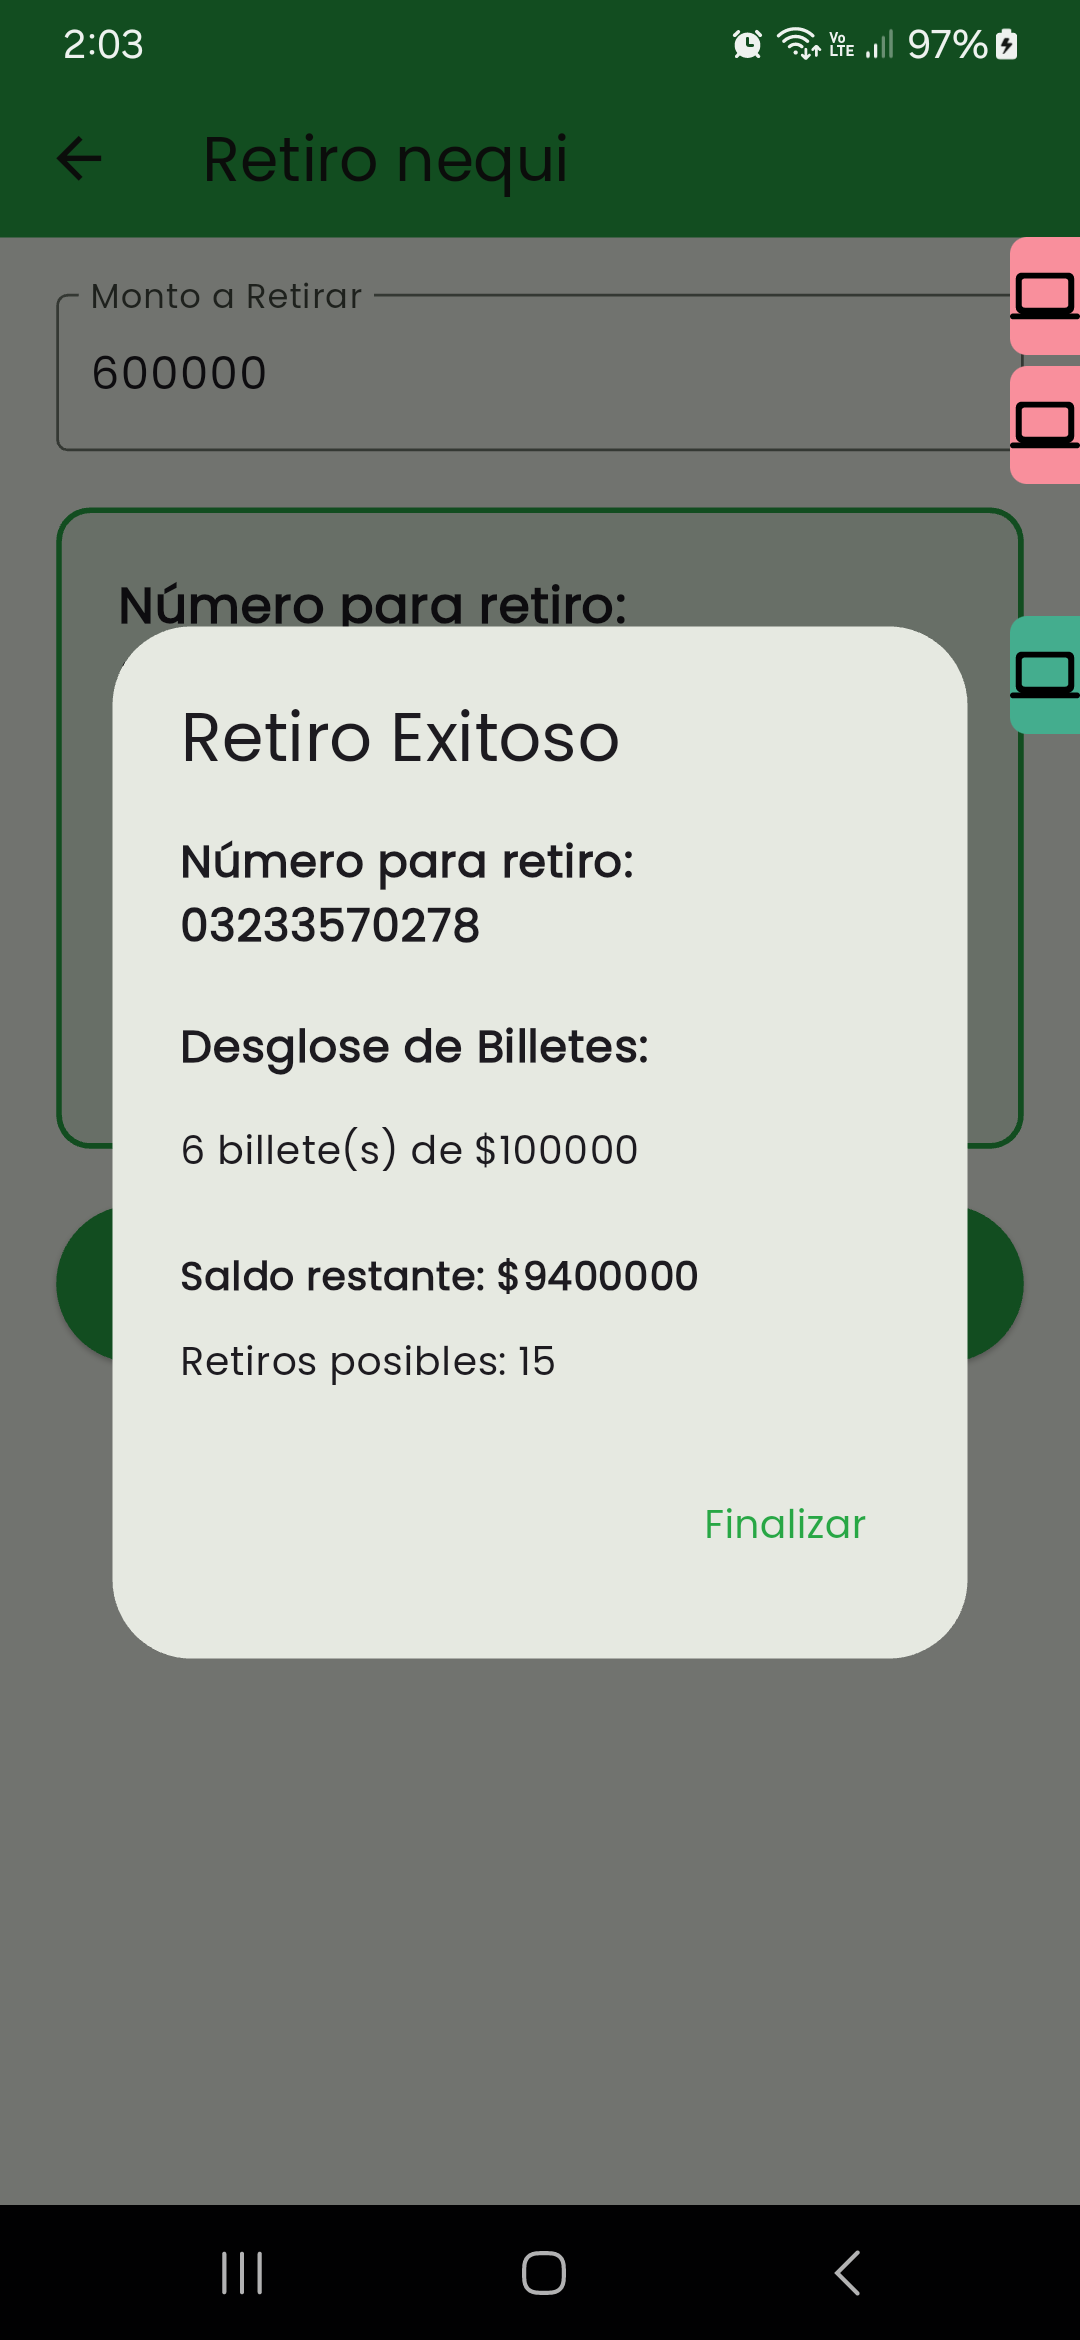 2:03
Vo LTE 97%
Retiro nequi
Monto a Retirar
600000
Número para retiro:
Retiro Exitoso
Número para retiro:
03233570278
Desglose de Billetes:
6 billete(s) de $100000
Saldo restante: $9400000
Retiros posibles: 15
Finalizar